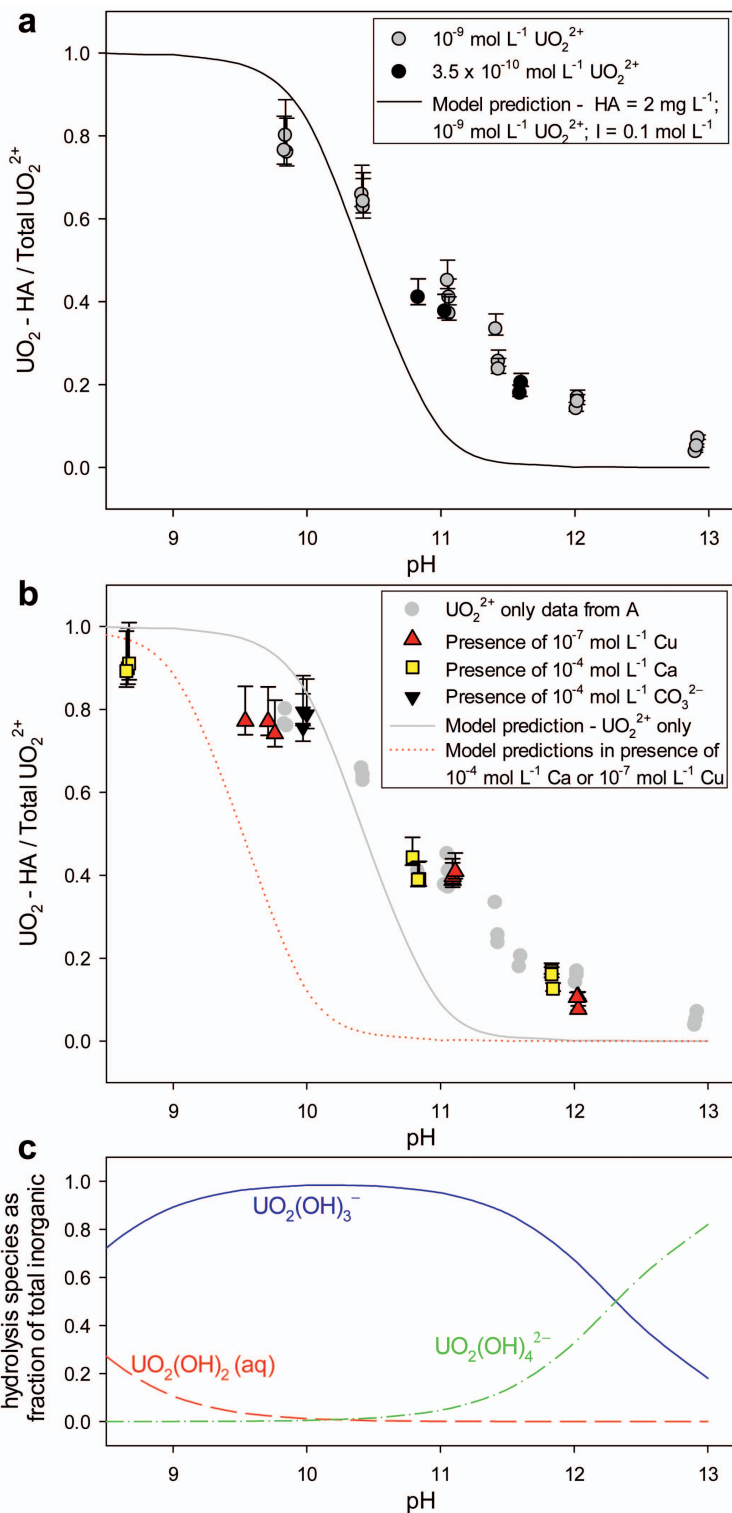 a
10⁻⁹ mol L⁻¹ UO₂²⁺
3.5 x 10⁻¹⁰ mol L⁻¹ UO₂²⁺
Model prediction - HA = 2 mg L⁻¹;
10⁻⁹ mol L⁻¹ UO₂²⁺; I = 0.1 mol L⁻¹
UO₂ - HA / Total UO₂²⁺
1.0
0.8
0.6
0.4
0.2
0.0
9 10 11 12 13
pH
b
UO₂²⁺ only data from A
Presence of 10⁻⁷ mol L⁻¹ Cu
Presence of 10⁻⁴ mol L⁻¹ Ca
Presence of 10⁻⁴ mol L⁻¹ CO₃²⁻
Model prediction - UO₂²⁺ only
Model predictions in presence of
10⁻⁴ mol L⁻¹ Ca or 10⁻⁷ mol L⁻¹ Cu
UO₂ - HA / Total UO₂²⁺
1.0
0.8
0.6
0.4
0.2
0.0
9 10 11 12 13
pH
c
hydrolysis species as
fraction of total inorganic
1.0
0.8
0.6
0.4
0.2
0.0
UO₂(OH)₃⁻
UO₂(OH)₂ (aq)
UO₂(OH)₄²⁻
9 10 11 12 13
pH